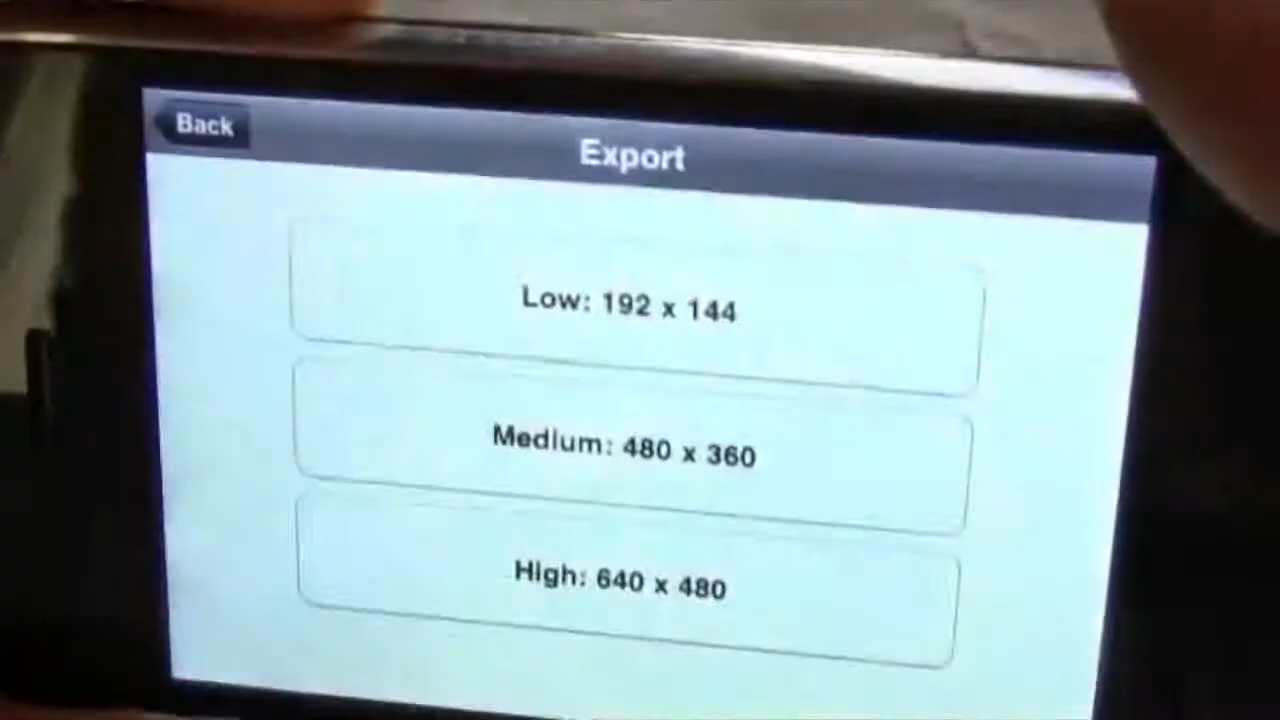 Back
Export
Low: 192 x 144
Medium: 480 x 360
High: 640 x 480